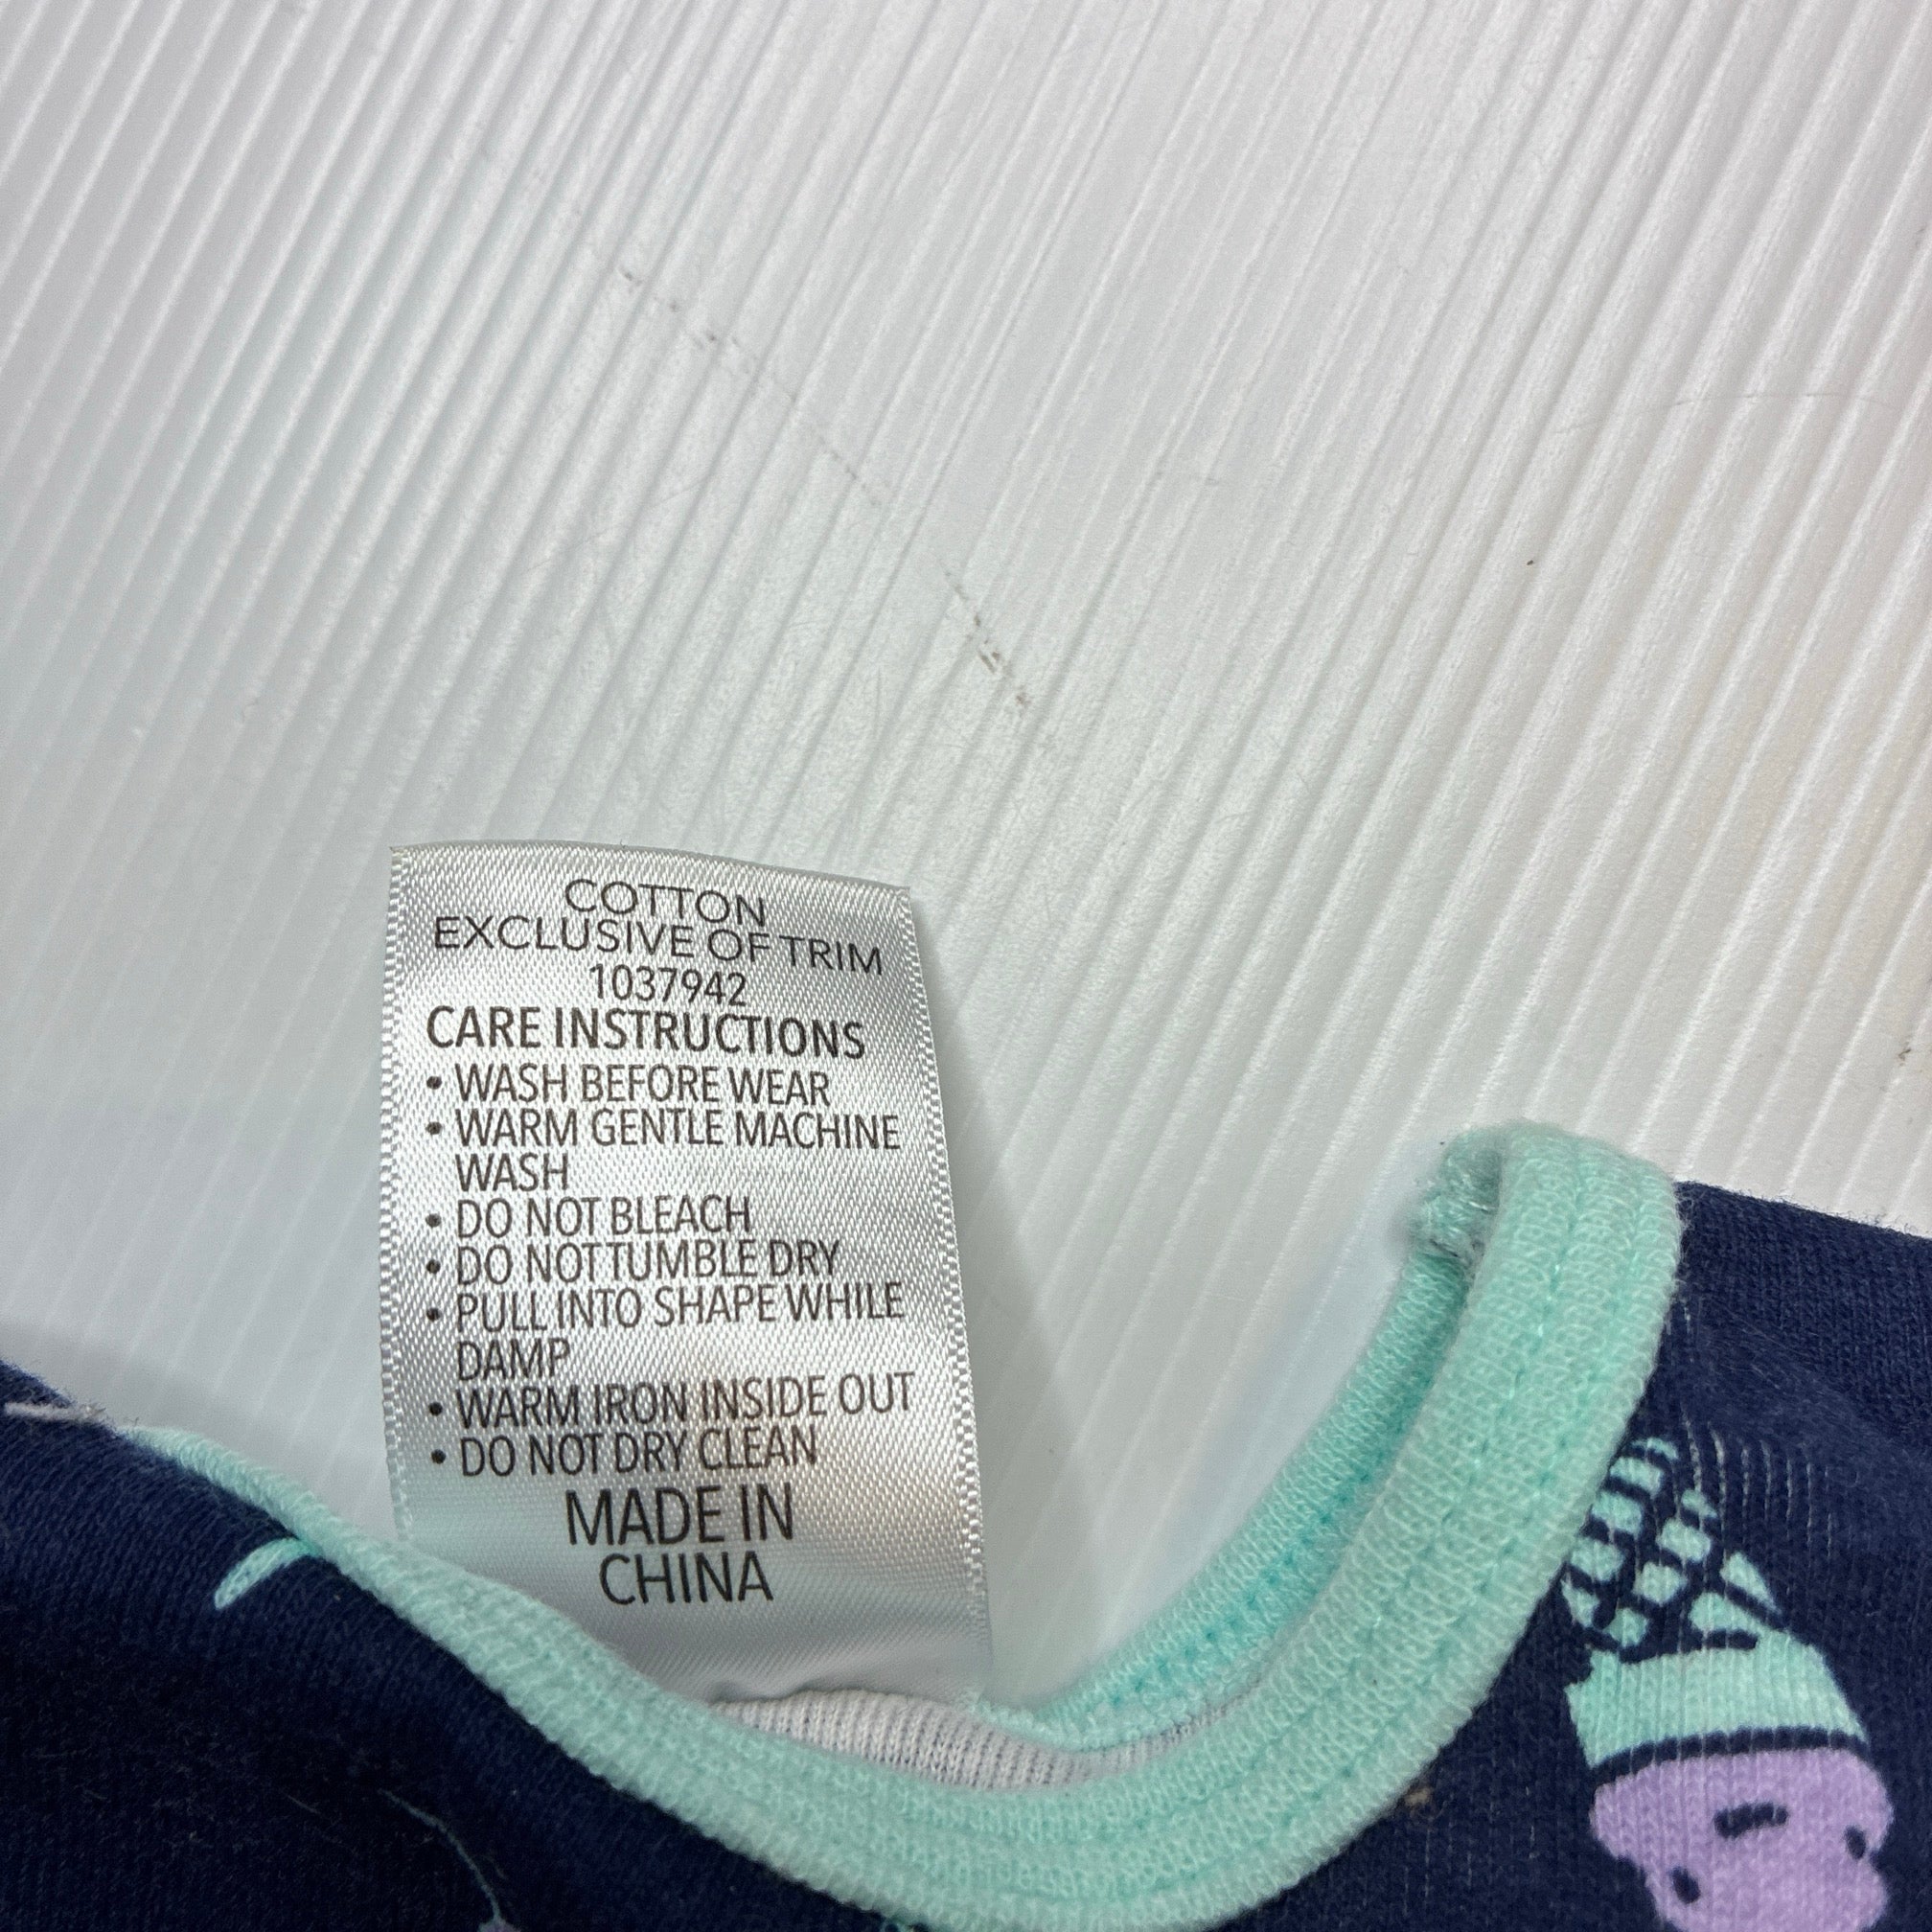 COTTON
EXCLUSIVE OF TRIM
1037942
CARE INSTRUCTIONS
• WASH BEFORE WEAR
• WARM GENTLE MACHINE
WASH
• DO NOT BLEACH
• DO NOT TUMBLE DRY
• PULL INTO SHAPE WHILE
DAMP
• WARM IRON INSIDE OUT
• DO NOT DRY CLEAN
MADE IN
CHINA